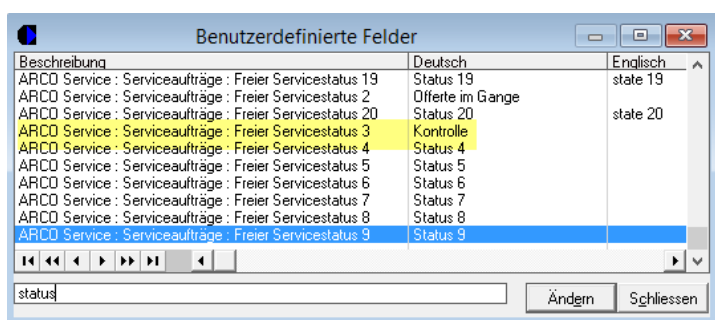 Benutzerdefinierte Felder
Beschreibung Deutsch Englisch
ARCO Service : Serviceaufträge : Freier Servicestatus 19 Status 19 state 19
ARCO Service : Serviceaufträge : Freier Servicestatus 2 Offerte im Gange
ARCO Service : Serviceaufträge : Freier Servicestatus 20 Status 20 state 20
ARCO Service : Serviceaufträge : Freier Servicestatus 3 Kontrolle
ARCO Service : Serviceaufträge : Freier Servicestatus 4 Status 4
ARCO Service : Serviceaufträge : Freier Servicestatus 5 Status 5
ARCO Service : Serviceaufträge : Freier Servicestatus 6 Status 6
ARCO Service : Serviceaufträge : Freier Servicestatus 7 Status 7
ARCO Service : Serviceaufträge : Freier Servicestatus 8 Status 8
ARCO Service : Serviceaufträge : Freier Servicestatus 9 Status 9
status Ändern Schliessen